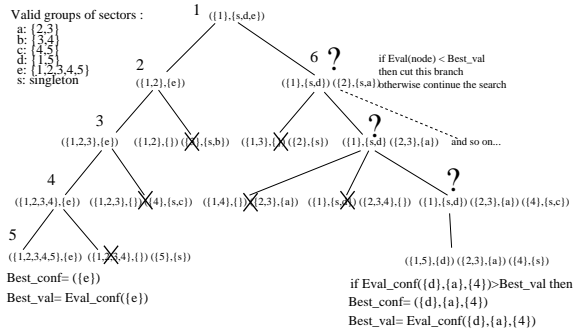 Valid groups of sectors :
a: {2,3}
b: {3,4}
c: {4,5}
d: {1,5}
e: {1,2,3,4,5}
s: singleton
1
({1},{s,d,e})
2
({1,2},{e})
6 ?
({1},{s,d}) ({2},{s,a})
if Eval(node) < Best_val
then cut this branch
otherwise continue the search
3
({1,2,3},{e})
({1,2},{}) ({3},{s,b})
({1,3},{}) ({2},{s})
?
({1},{s,d} ({2,3},{a})
and so on...
4
({1,2,3,4},{e})
({1,2,3},{}) ({4},{s,c})
({1,4},{}) ({2,3},{a})
({1},{s,d}) ({2,3,4},{})
?
({1},{s,d}) ({2,3},{a}) ({4},{s,c})
5
({1,2,3,4,5},{e})
({1,2,3,4},{}) ({5},{s})
({1,5},{d}) ({2,3},{a}) ({4},{s})
Best_conf= ({e})
Best_val= Eval_conf({e})
if Eval_conf({d},{a},{4})>Best_val then
Best_conf= ({d},{a},{4})
Best_val= Eval_conf({d},{a},{4})